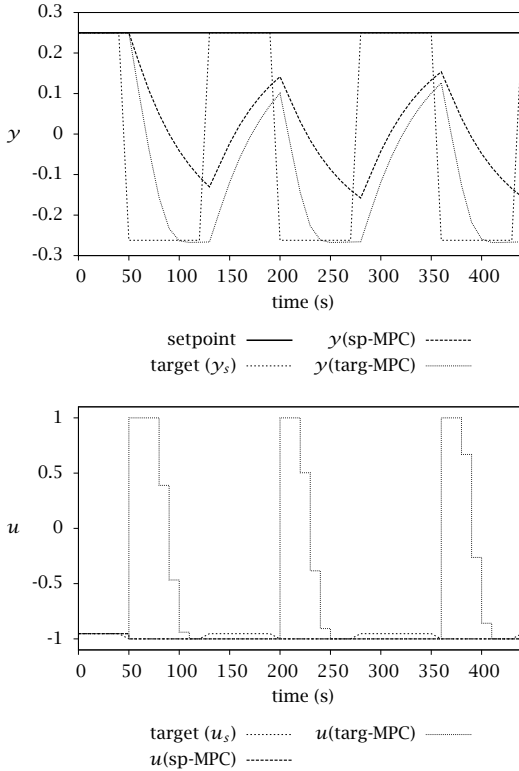 0.3
0.2
0.1
y 0
-0.1
-0.2
-0.3
0 50 100 150 200 250 300 350 400
time (s)
setpoint y(sp-MPC)
target (y_s) y(targ-MPC)
1
0.5
u 0
-0.5
-1
0 50 100 150 200 250 300 350 400
time (s)
target (u_s) u(targ-MPC)
u(sp-MPC)